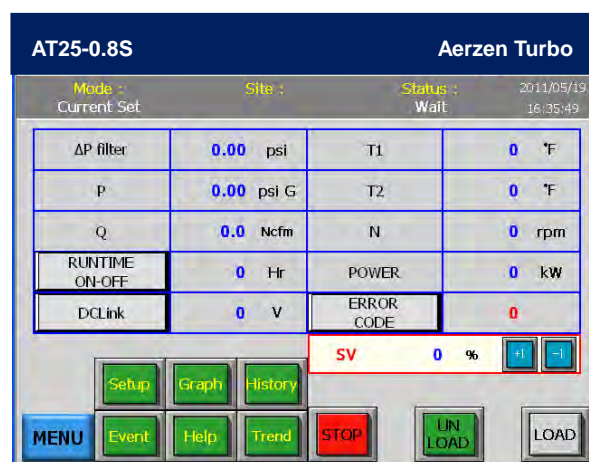 AT25-0.8S Aerzen Turbo
Mode : Site : Status : 2011/05/19
Current Set Wait 16:35:49
ΔP filter 0.00 psi T1 0 °F
P 0.00 psi G T2 0 °F
Q 0.0 Ncfm N 0 rpm
RUNTIME
ON-OFF 0 Hr POWER 0 kW
DCLink 0 V ERROR
CODE 0
SV 0 % +1 -1
Setup Graph History
MENU Event Help Trend STOP UN
LOAD LOAD